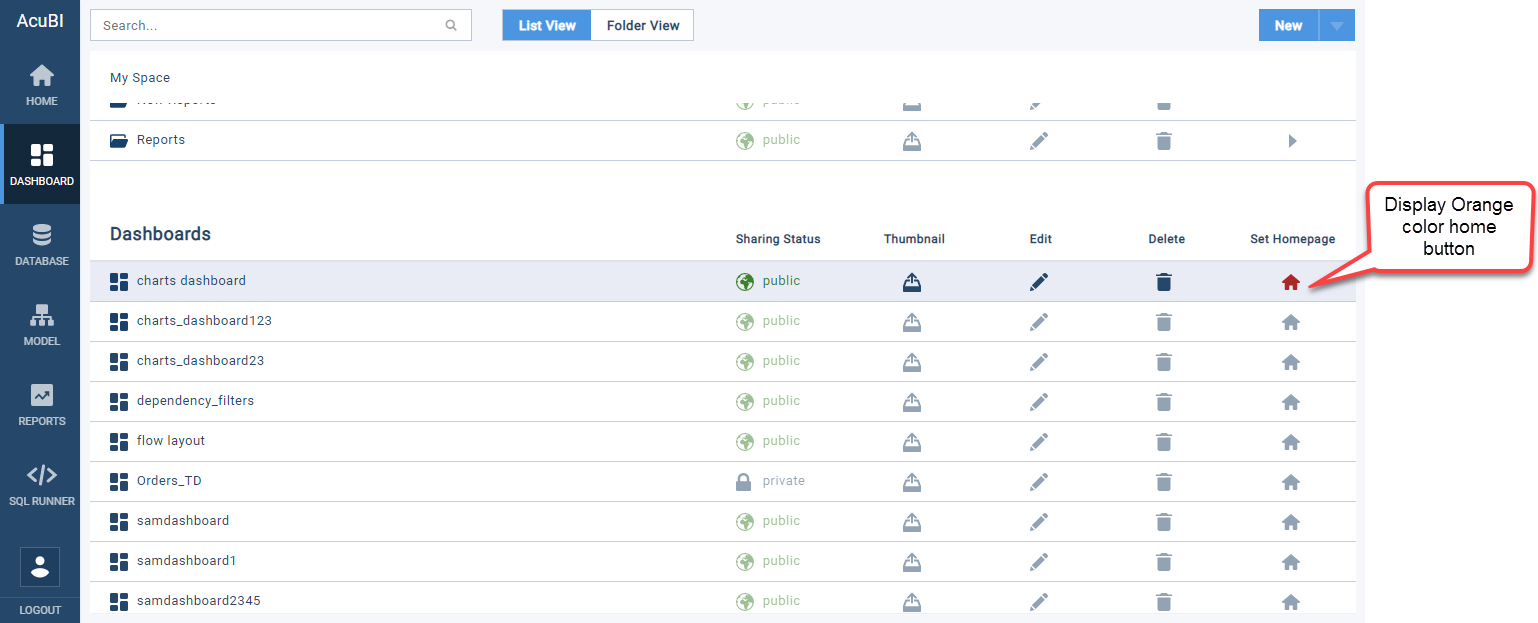 AcuBI
Search...
List View
Folder View
New
HOME
DASHBOARD
DATABASE
MODEL
REPORTS
SQL RUNNER
LOGOUT
My Space
Reports public
Dashboards Sharing Status Thumbnail Edit Delete Set Homepage
charts dashboard public
charts_dashboard123 public
charts_dashboard23 public
dependency_filters public
flow layout public
Orders_TD private
samdashboard public
samdashboard1 public
samdashboard2345 public
Display Orange
color home
button